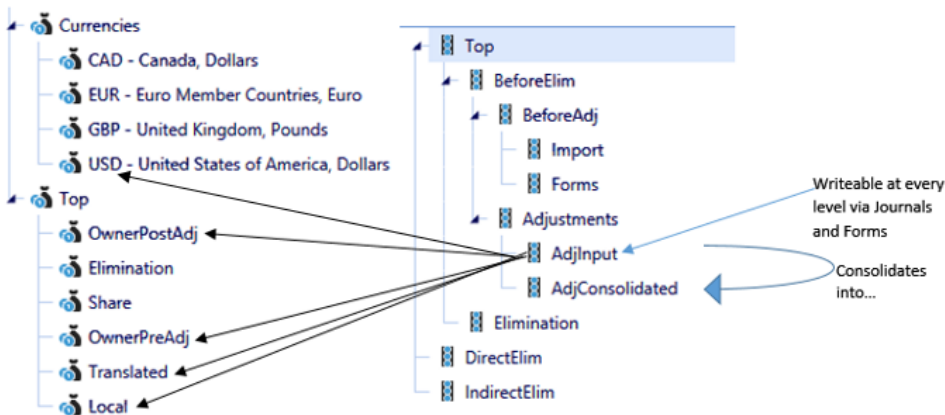 Currencies
CAD - Canada, Dollars
EUR - Euro Member Countries, Euro
GBP - United Kingdom, Pounds
USD - United States of America, Dollars
Top
OwnerPostAdj
Elimination
Share
OwnerPreAdj
Translated
Local
Top
BeforeElim
BeforeAdj
Import
Forms
Adjustments
AdjInput
AdjConsolidated
Elimination
DirectElim
IndirectElim
Writeable at every
level via Journals
and Forms
Consolidates
into...